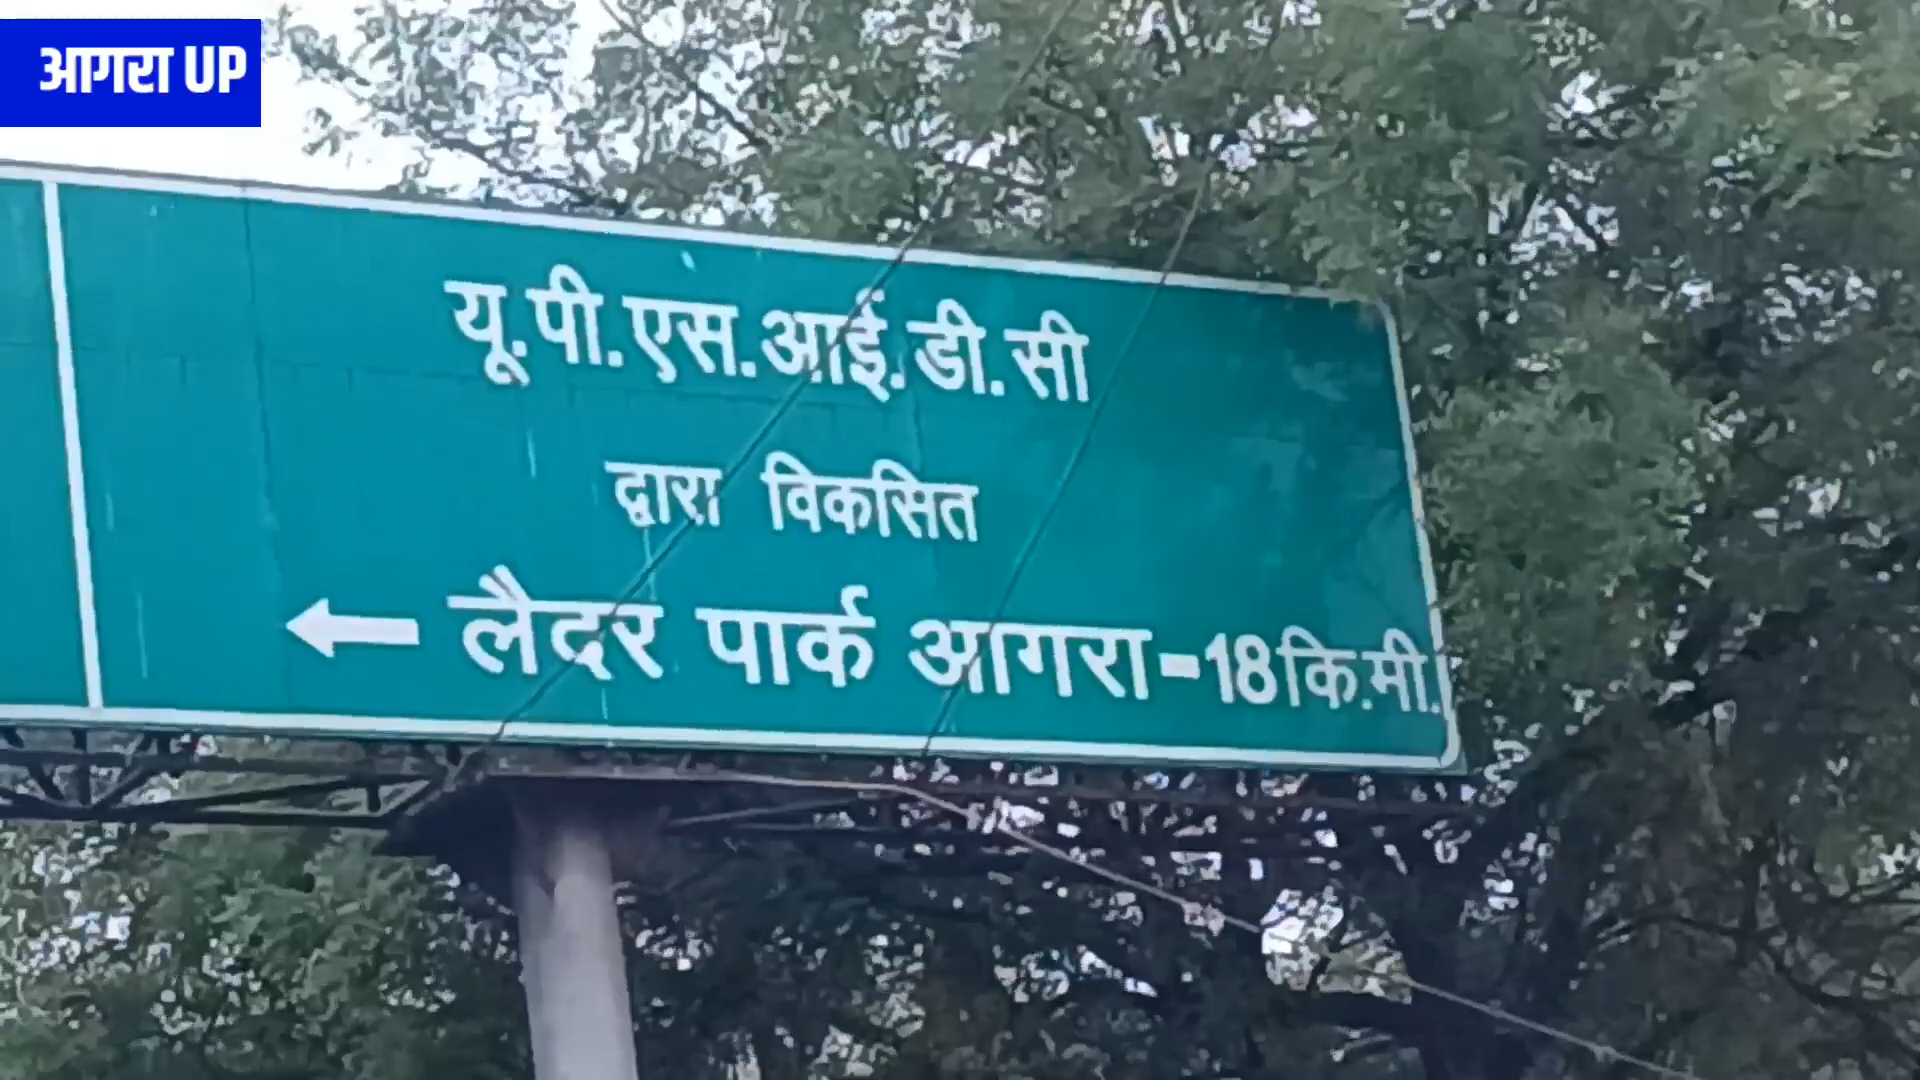 आगरा UP
यू.पी.एस.आई.डी.सी
द्वारा विकसित
← लैदर पार्क आगरा-18कि.मी.